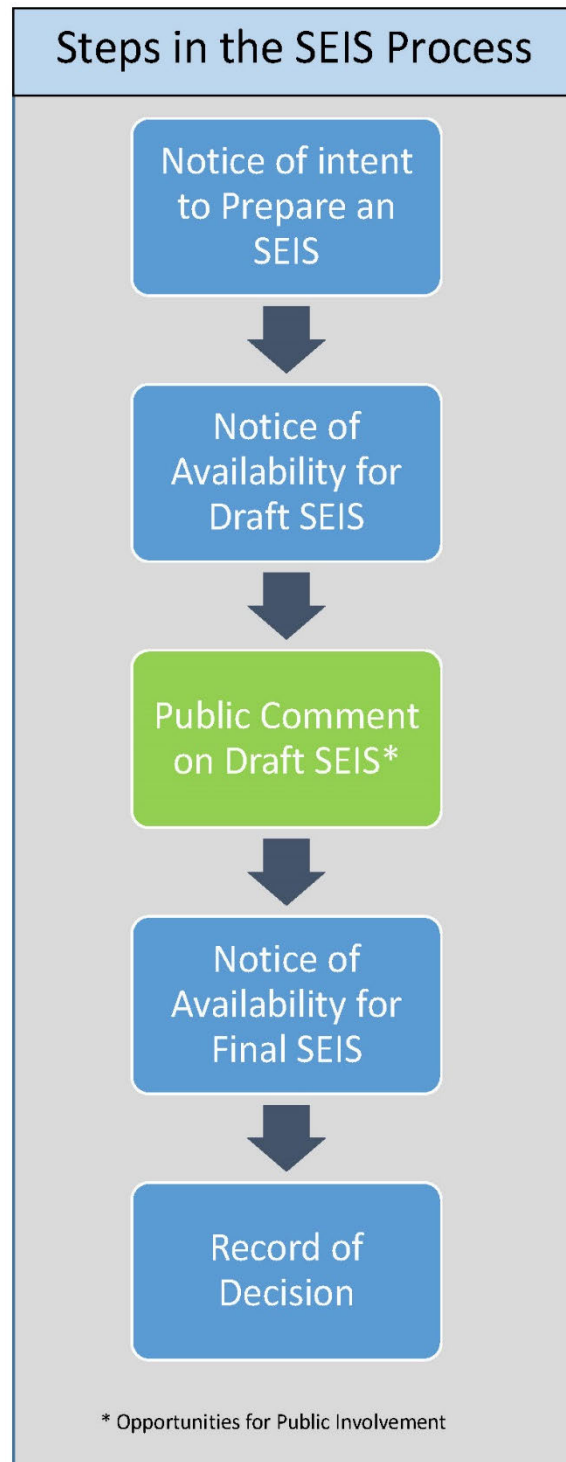 Steps in the SEIS Process
Notice of intent
to Prepare an
SEIS
Notice of
Availability for
Draft SEIS
Public Comment
on Draft SEIS*
Notice of
Availability for
Final SEIS
Record of
Decision
* Opportunities for Public Involvement